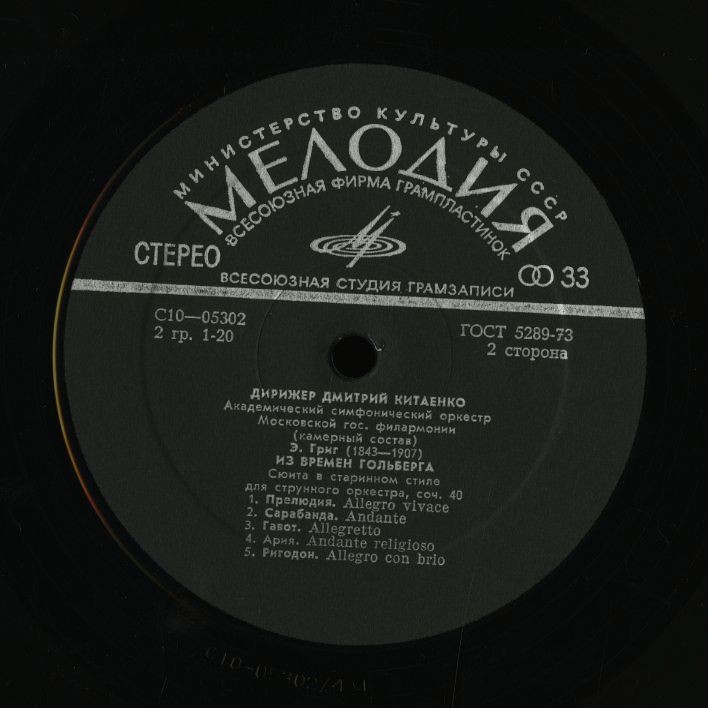 МИНИСТЕРСТВО КУЛЬТУРЫ СССР
МЕЛОДИЯ
ВСЕСОЮЗНАЯ ФИРМА ГРАМПЛАСТИНОК
СТЕРЕО
33
ВСЕСОЮЗНАЯ СТУДИЯ ГРАМЗАПИСИ
С10—05302
ГОСТ 5289-73
2 гр. 1-20
2 сторона
ДИРИЖЕР ДМИТРИЙ КИТАЕНКО
Академический симфонический оркестр
Московской гос. филармонии
(камерный состав)
Э. Григ (1843—1907)
ИЗ ВРЕМЕН ГОЛЬБЕРГА
Сюита в старинном стиле
для струнного оркестра, соч. 40
1. Прелюдия. Allegro vivace
2. Сарабанда. Andante
3. Гавот. Allegretto
4. Ария. Andante religioso
5. Ригодон. Allegro con brio